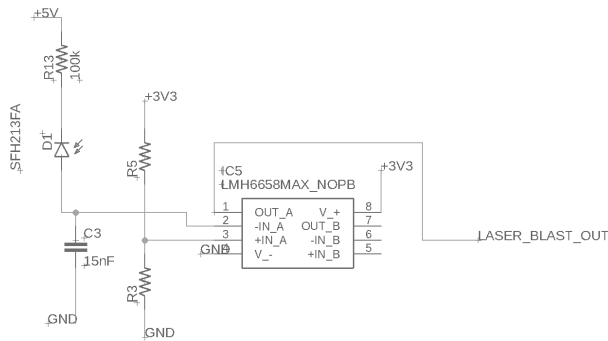 +5V
R13
100k
SFH213FA
D1
+3V3
R5
IC5
LMH6658MAX_NOPB
+3V3
1 OUT_A V_+ 8
2 -IN_A OUT_B 7
3 +IN_A -IN_B 6
GND 4 V_- +IN_B 5
LASER_BLAST_OUT
C3
15nF
R3
GND
GND